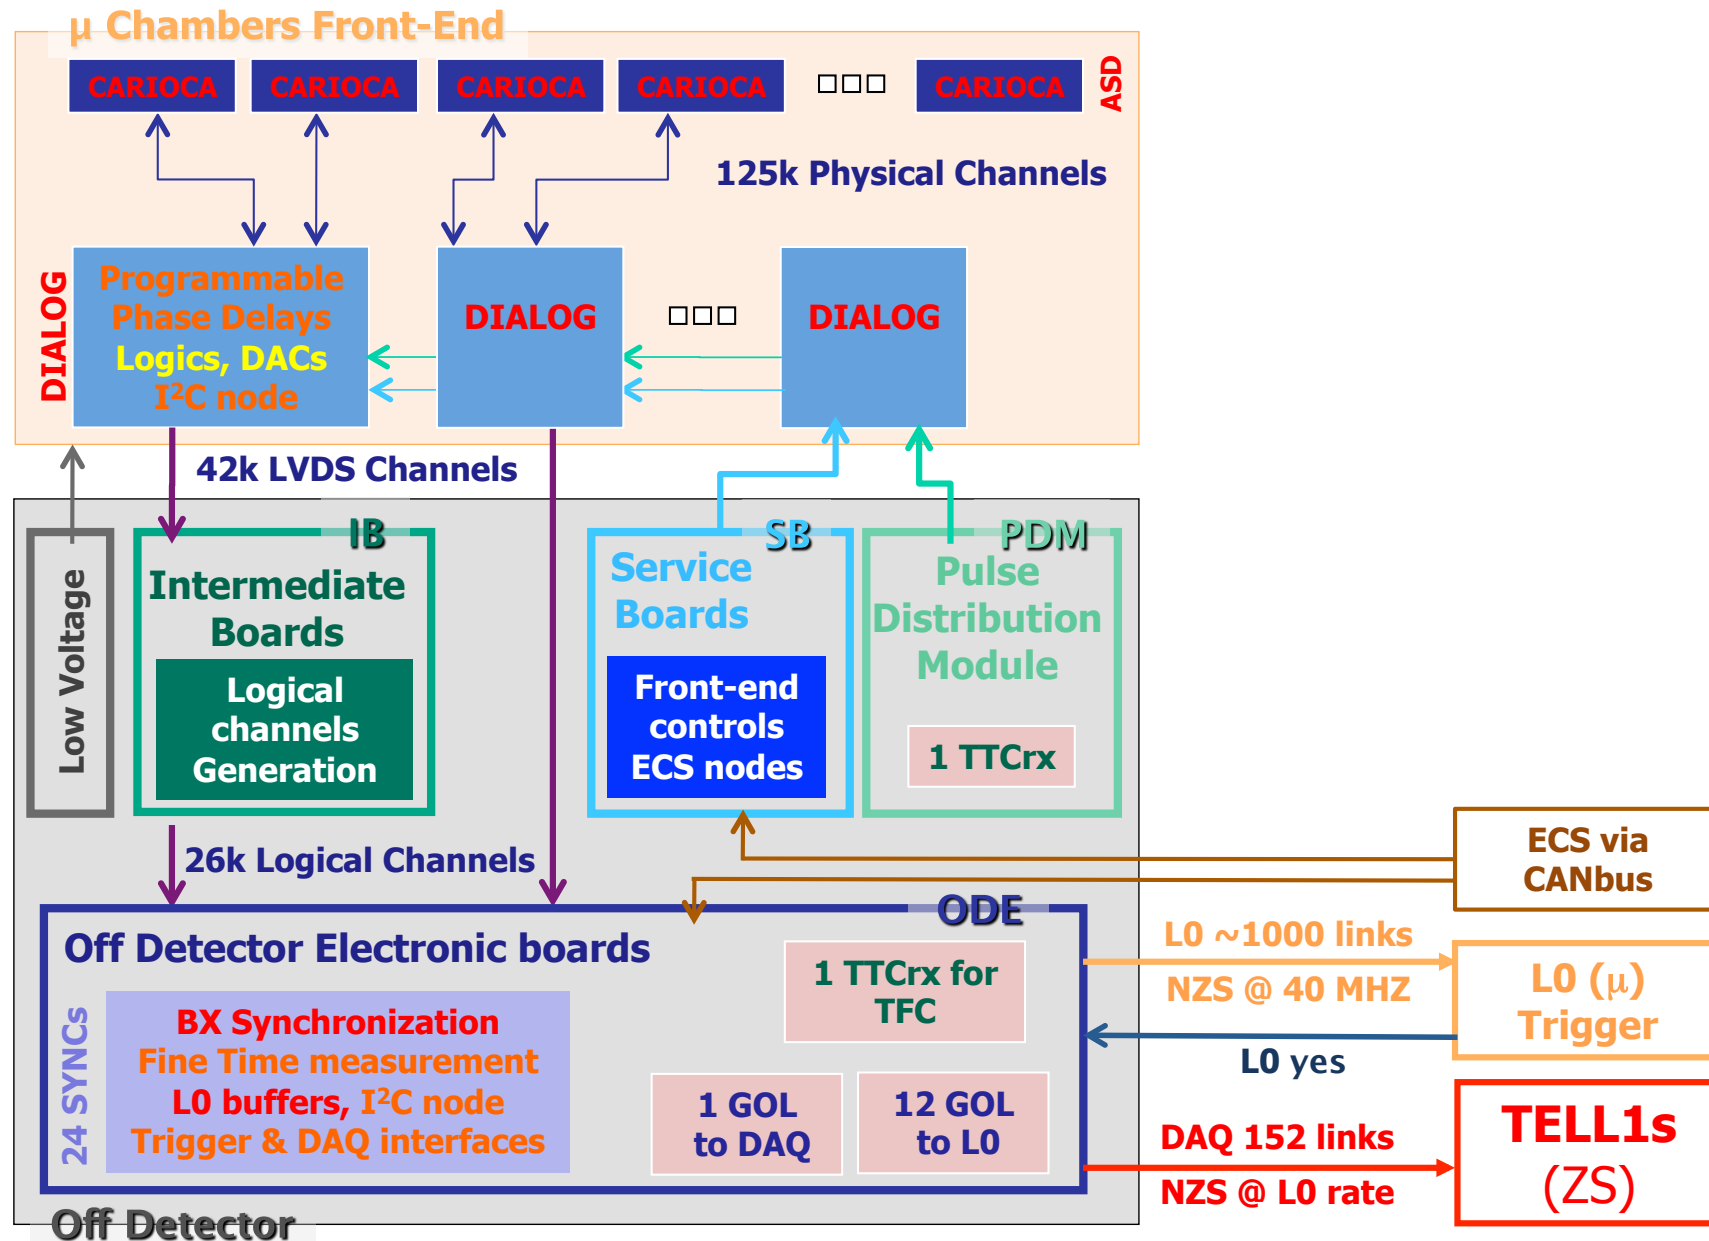 µ Chambers Front-End
CARIOCA
CARIOCA
CARIOCA
CARIOCA
CARIOCA
ASD
125k Physical Channels
DIALOG
Programmable
Phase Delays
Logics, DACs
I²C node
DIALOG
DIALOG
42k LVDS Channels
Low Voltage
IB
Intermediate
Boards
Logical
channels
Generation
SB
Service
Boards
Front-end
controls
ECS nodes
PDM
Pulse
Distribution
Module
1 TTCrx
26k Logical Channels
ECS via
CANbus
ODE
Off Detector Electronic boards
24 SYNCs
BX Synchronization
Fine Time measurement
L0 buffers, I²C node
Trigger & DAQ interfaces
1 TTCrx for
TFC
1 GOL
to DAQ
12 GOL
to L0
L0 ~1000 links
NZS @ 40 MHZ
L0 yes
L0 (µ)
Trigger
DAQ 152 links
NZS @ L0 rate
TELL1s
(ZS)
Off Detector